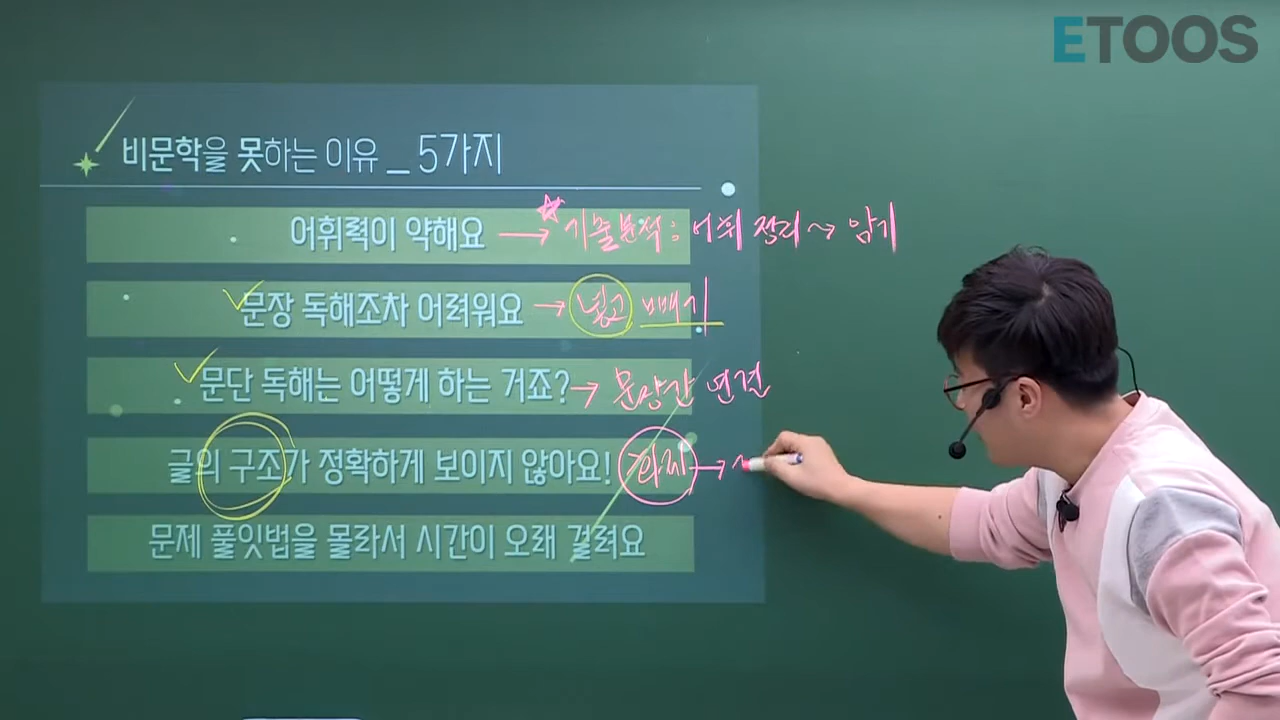 ETOOS
비문학을 못하는 이유 _ 5가지
어휘력이 약해요 → ☆ 기출분석 : 어휘 정리 ~> 암기
문장 독해조차 어려워요 → 넣고 빼기
문단 독해는 어떻게 하는 거죠? → 문장간 연결
글의 구조가 정확하게 보이지 않아요! 화제 →
문제 풀잇법을 몰라서 시간이 오래 걸려요